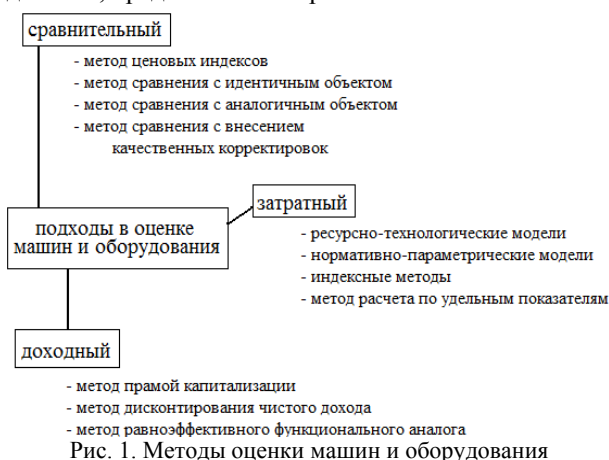 сравнительный
- метод ценовых индексов
- метод сравнения с идентичным объектом
- метод сравнения с аналогичным объектом
- метод сравнения с внесением
качественных корректировок
затратный
подходы в оценке
машин и оборудования
- ресурсно-технологические модели
- нормативно-параметрические модели
- индексные методы
- метод расчета по удельным показателям
доходный
- метод прямой капитализации
- метод дисконтирования чистого дохода
- метод равноэффективного функционального аналога
Рис. 1. Методы оценки машин и оборудования